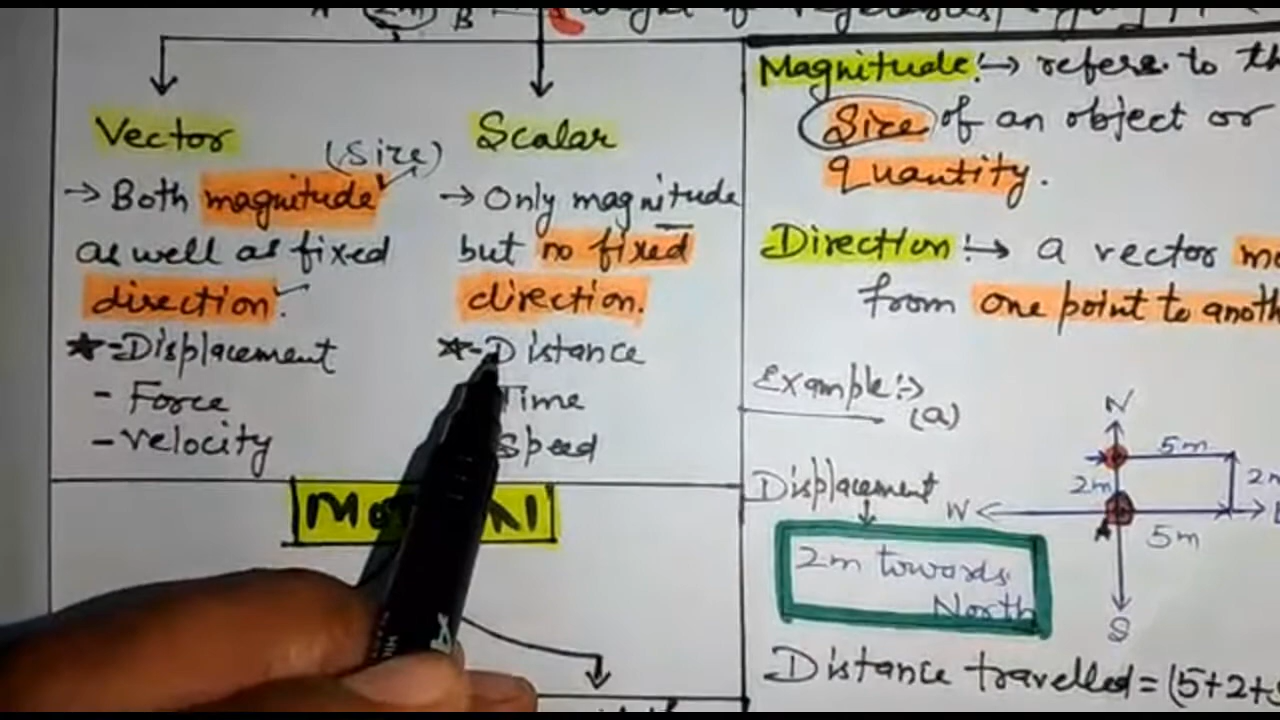 A (2m) B
Vector
(Size)
→ Both magnitude
as well as fixed
direction.
★-Displacement
- Force
- Velocity
Scalar
→ Only magnitude
but no fixed
direction.
★-Distance
Time
Speed
Magnitude:→ refers to th
Size of an object or
quantity.
Direction:→ a vector mo
from one point to anoth
Example:→
(a)
N
5m
2m
2m
W
A
5m
S
Displacement
2m towards
North
Distance travelled = (5+2+5